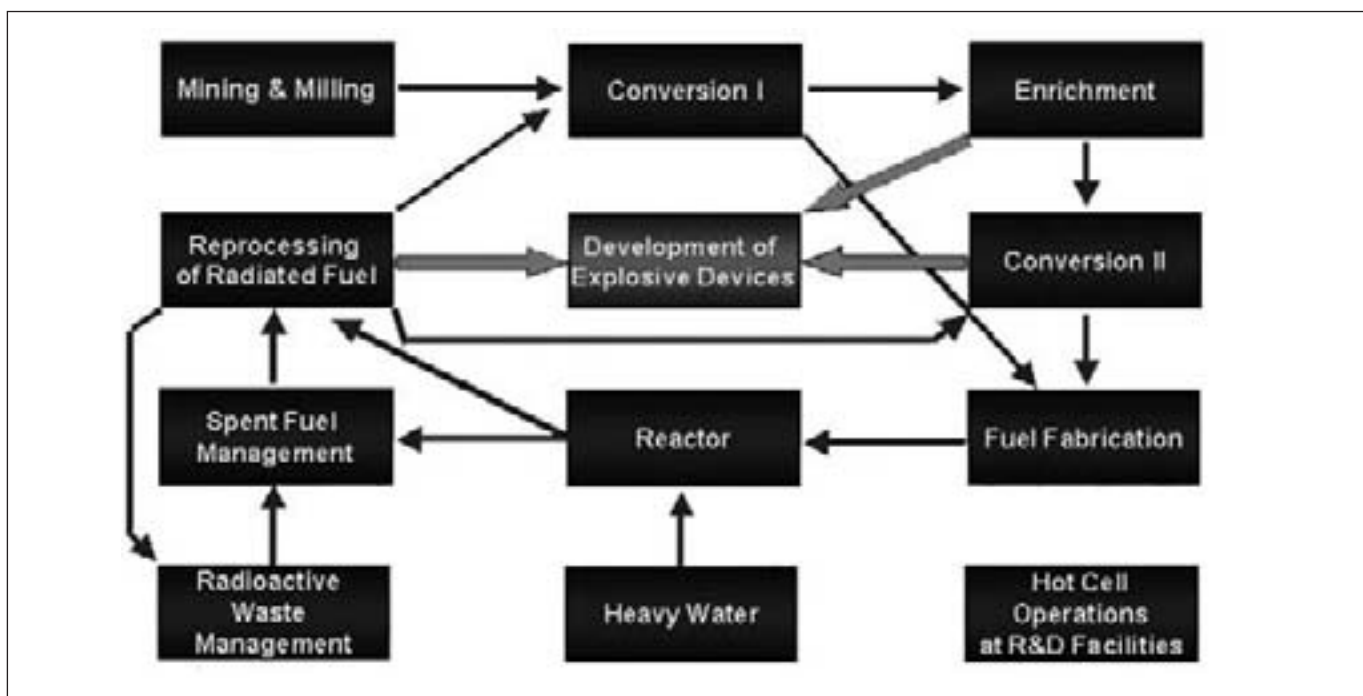 Mining & Milling
Conversion I
Enrichment
Reprocessing
of Radiated Fuel
Development of
Explosive Devices
Conversion II
Spent Fuel
Management
Reactor
Fuel Fabrication
Radioactive
Waste
Management
Heavy Water
Hot Cell
Operations
at R&D Facilities